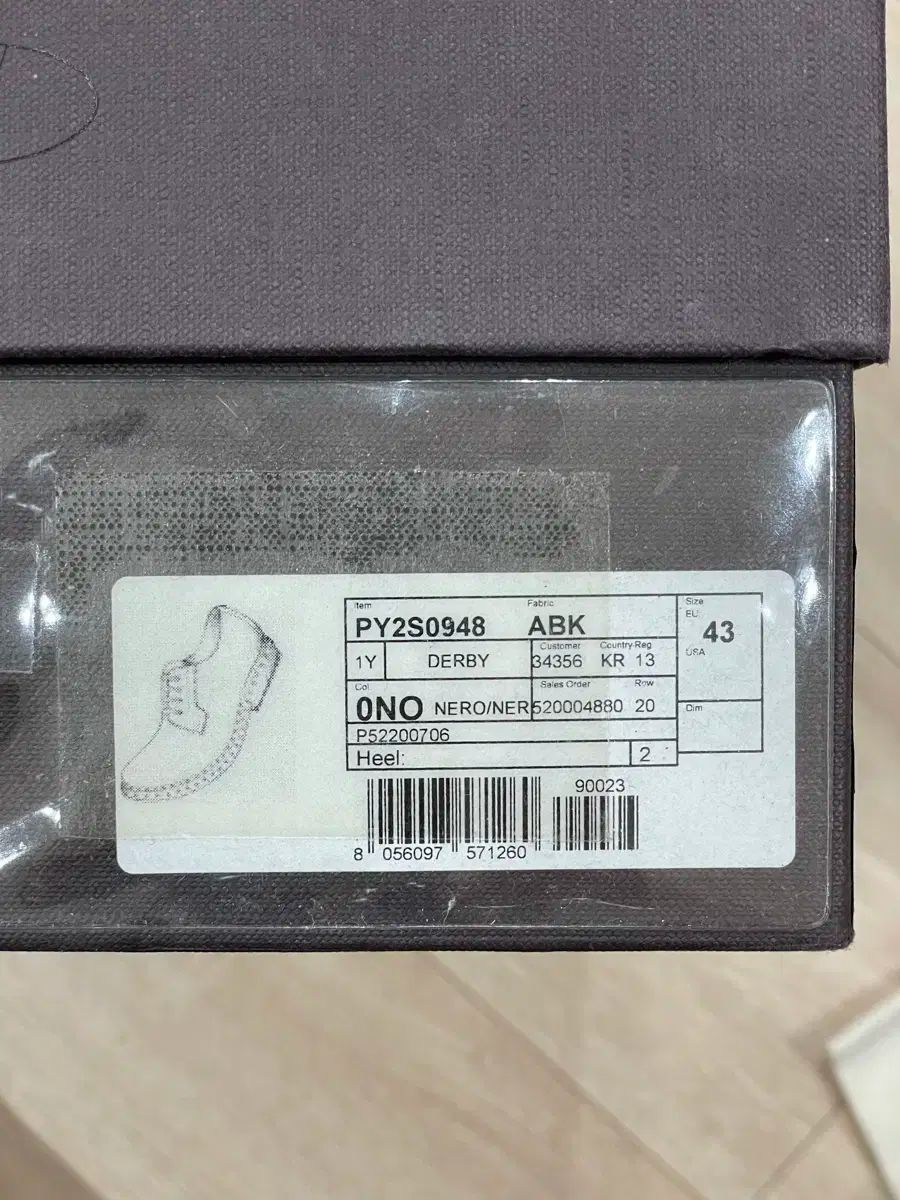 Item Fabric Size
PY2S0948 ABK EU 43
Customer Country Reg USA
1Y DERBY 34356 KR 13
Col Sales Order Row
0NO NERO/NER 520004880 20 Dim
P52200706
Heel: 2
90023
8 056097 571260